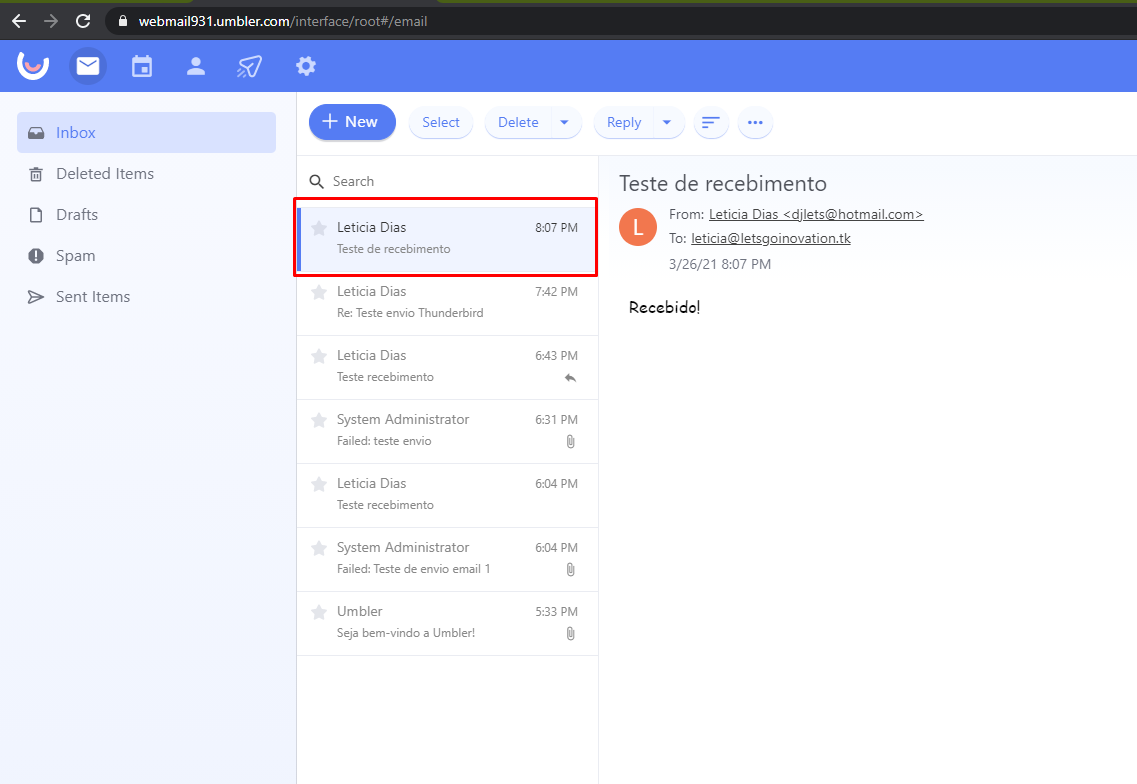 webmail931.umbler.com/interface/root#/email
Inbox
Deleted Items
Drafts
Spam
Sent Items
New
Select
Delete
Reply
Search
Leticia Dias 8:07 PM
Teste de recebimento
Leticia Dias 7:42 PM
Re: Teste envio Thunderbird
Leticia Dias 6:43 PM
Teste recebimento
System Administrator 6:31 PM
Failed: teste envio
Leticia Dias 6:04 PM
Teste recebimento
System Administrator 6:04 PM
Failed: Teste de envio email 1
Umbler 5:33 PM
Seja bem-vindo a Umbler!
Teste de recebimento
L
From: Leticia Dias <djlets@hotmail.com>
To: leticia@letsgoinovation.tk
3/26/21 8:07 PM
Recebido!